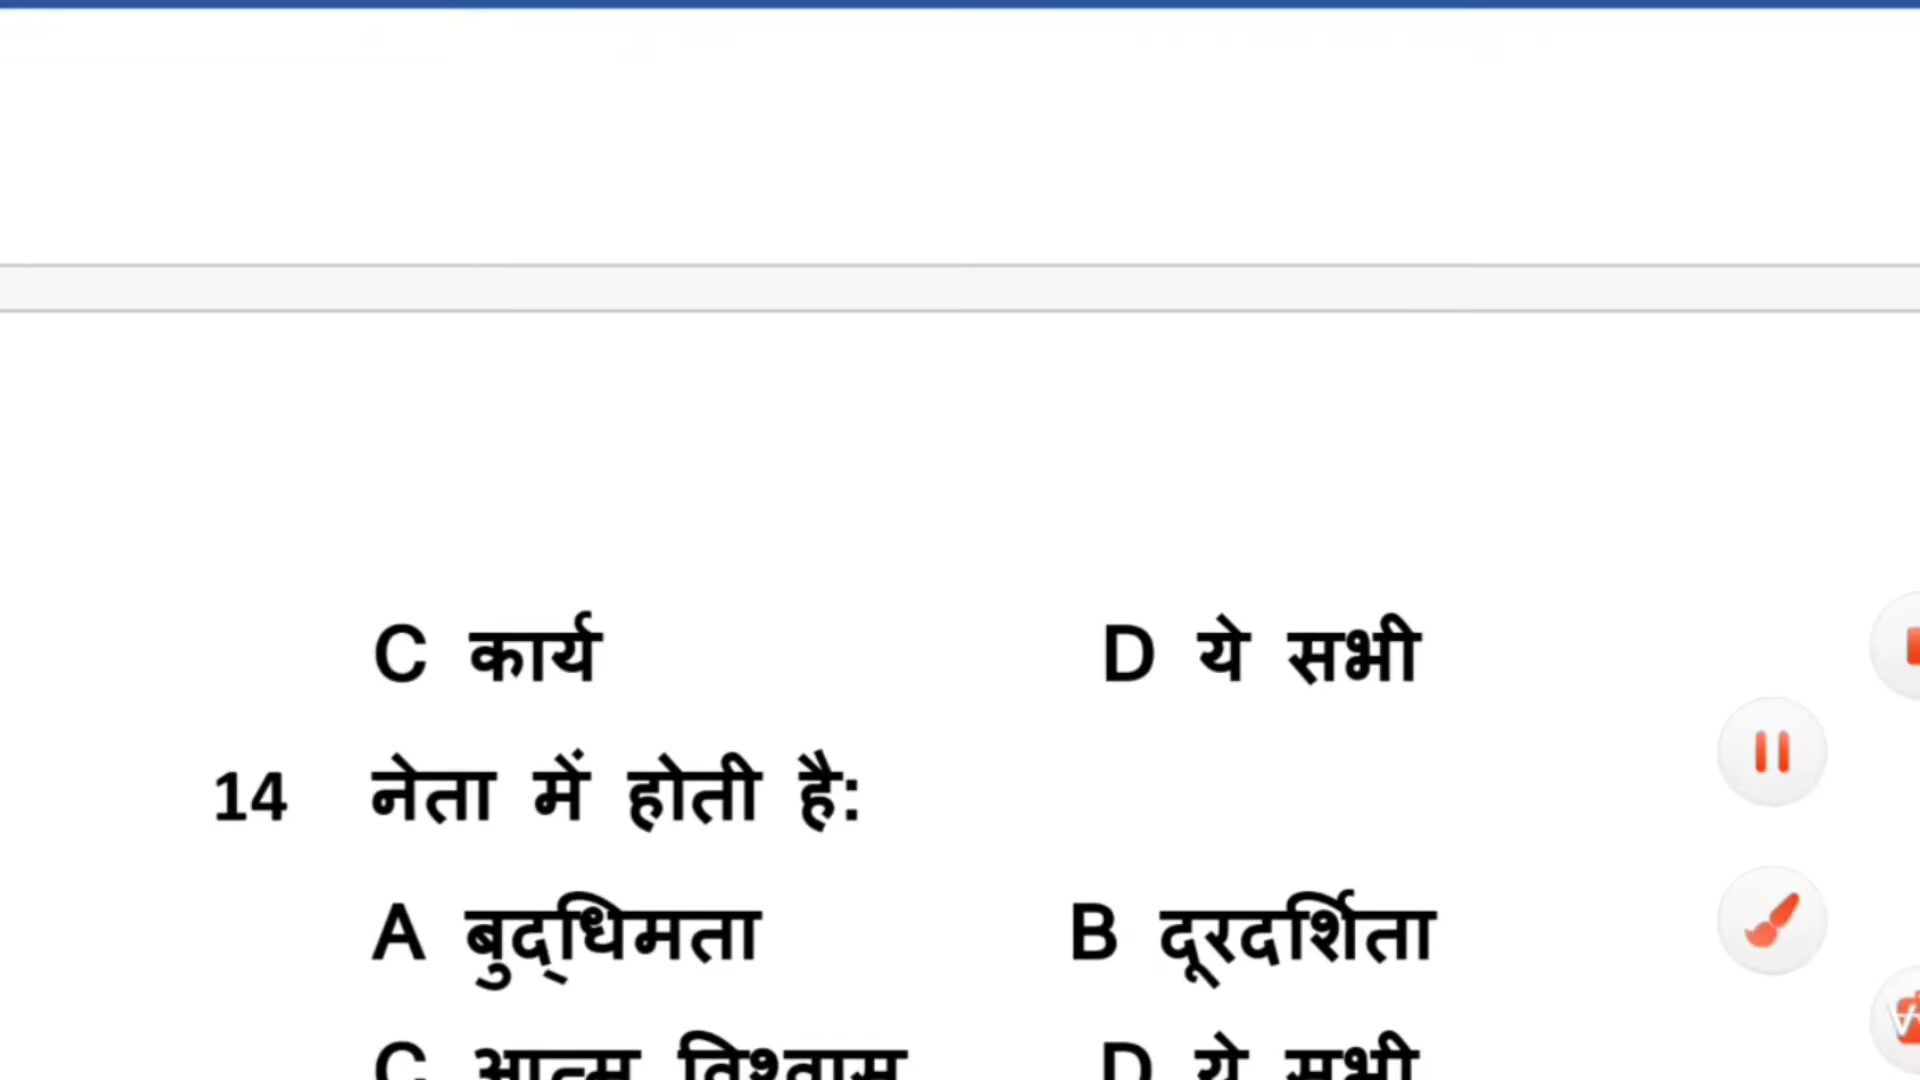 C कार्य D ये सभी
14 नेता में होती है:
A बुद्धिमता B दूरदर्शिता
C आत्म विश्वास D ये सभी